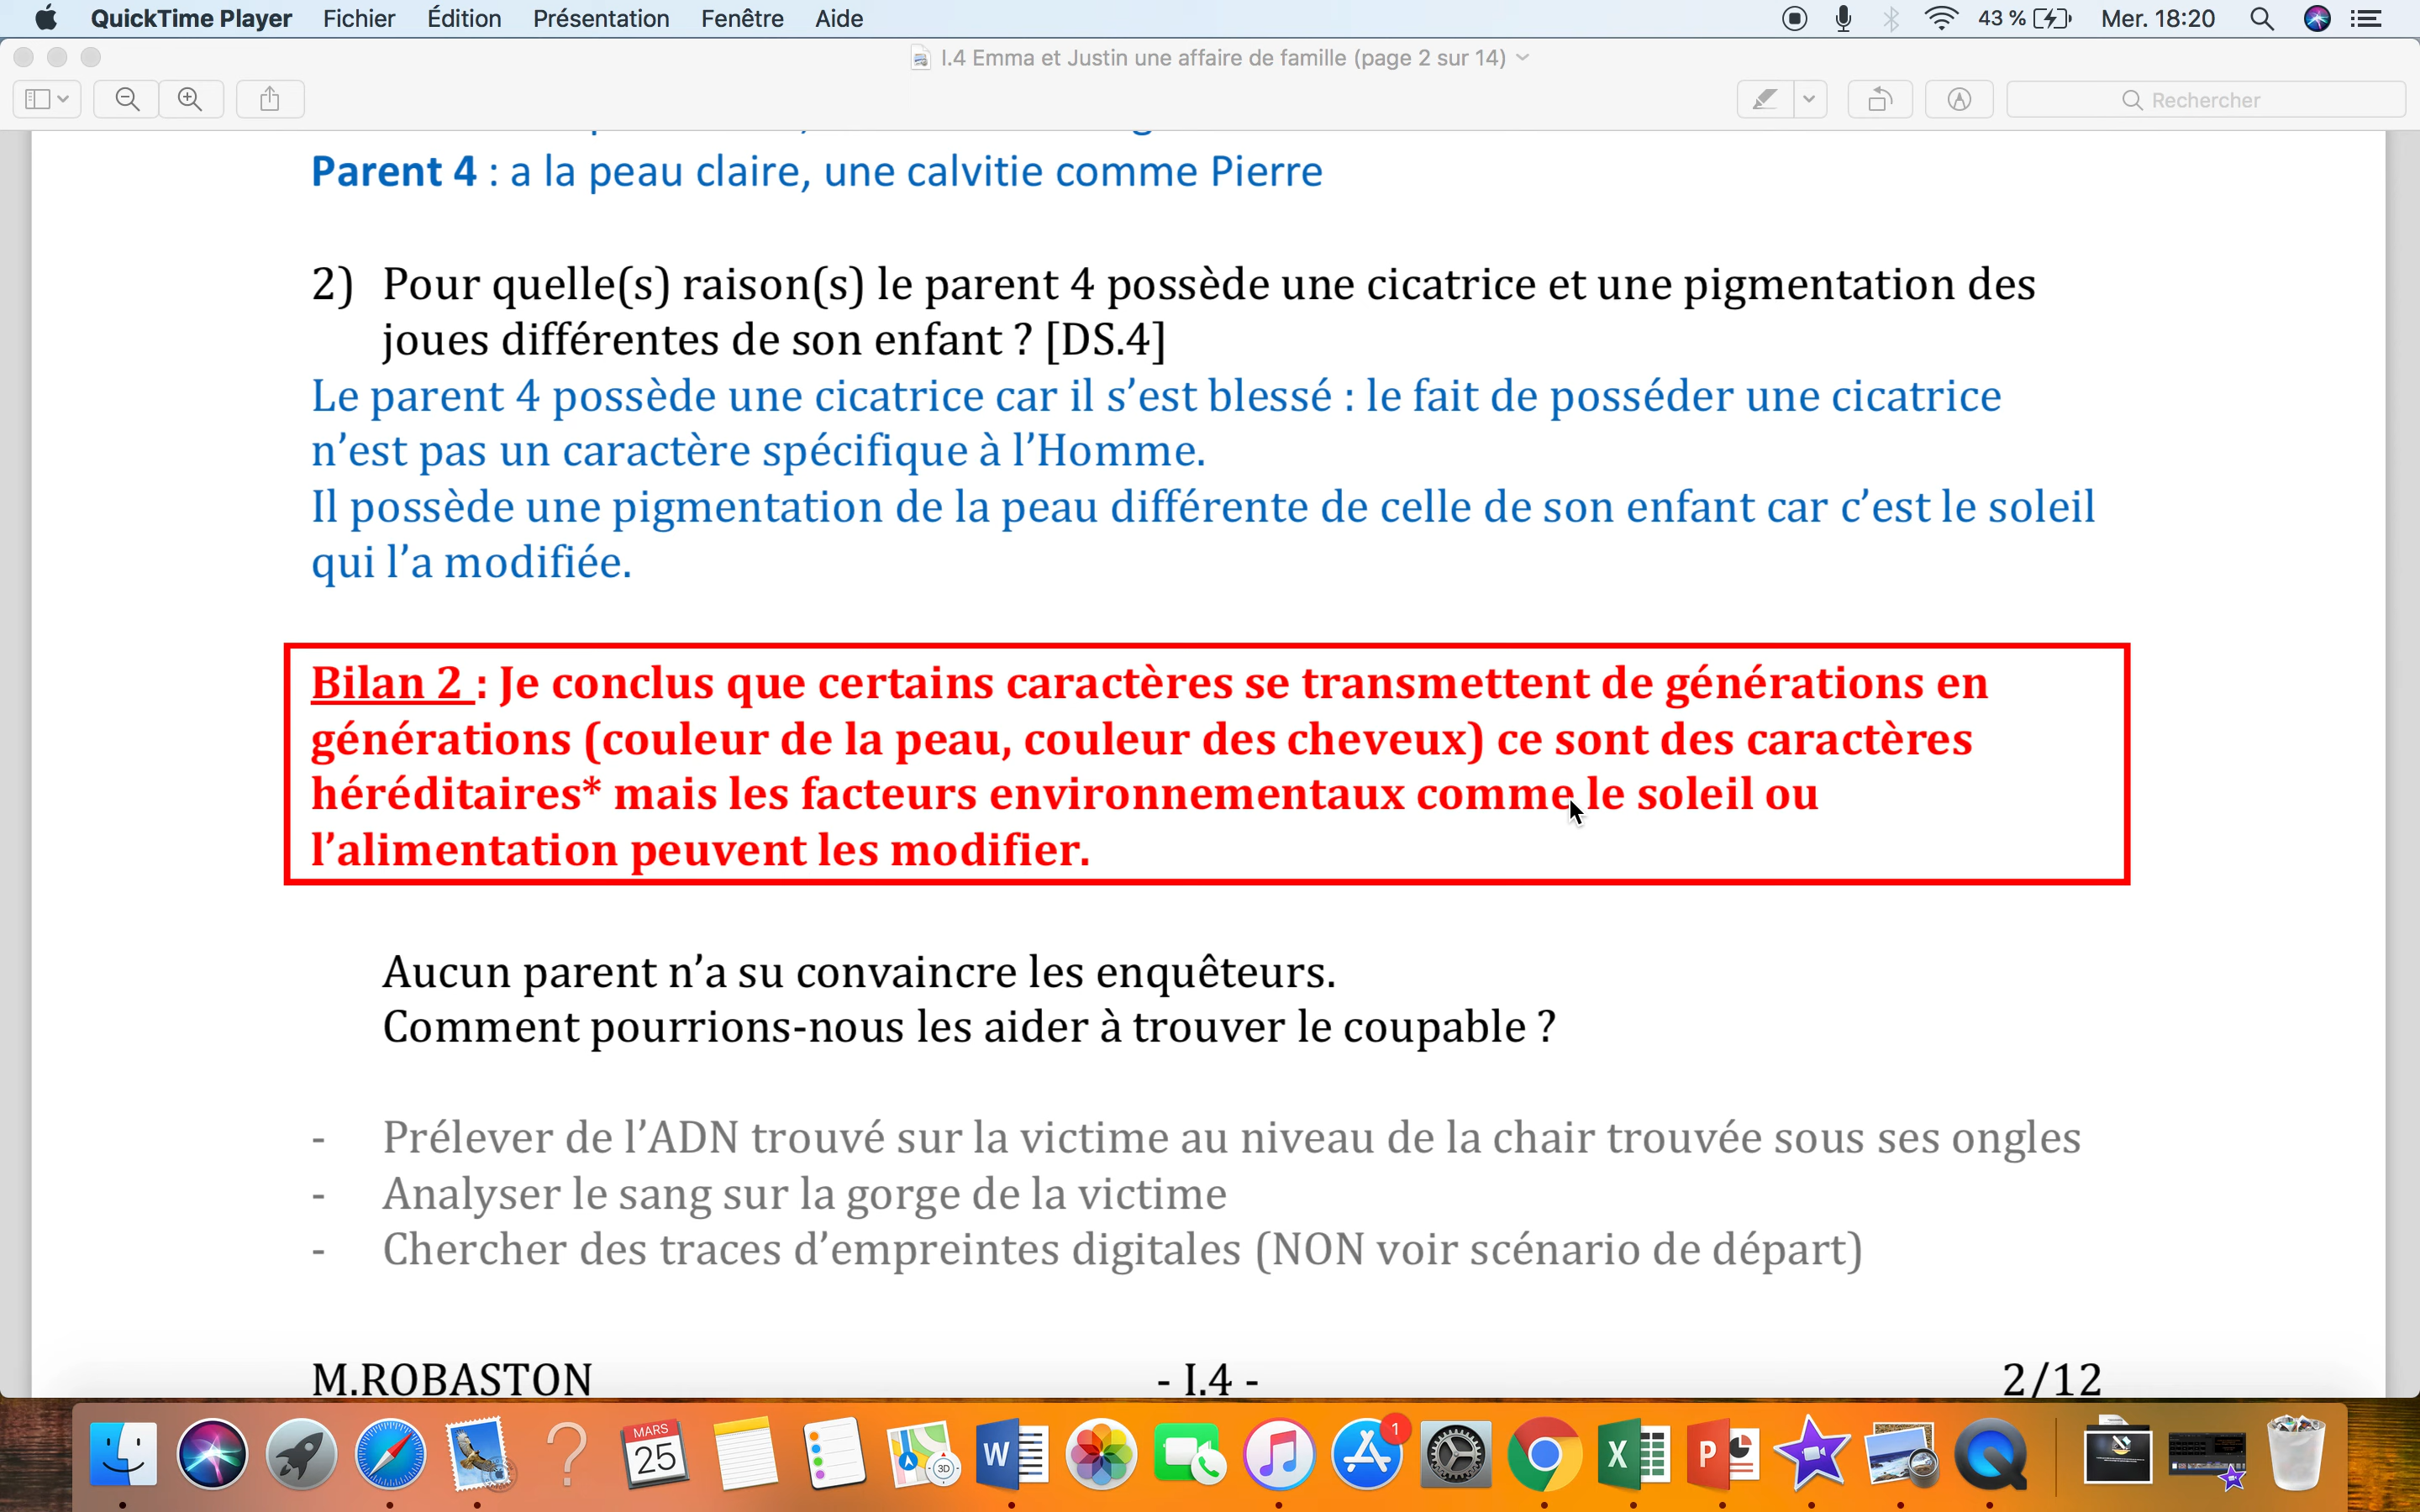 QuickTime Player Fichier Édition Présentation Fenêtre Aide 43 % Mer. 18:20
I.4 Emma et Justin une affaire de famille (page 2 sur 14)
Rechercher
Parent 4 : a la peau claire, une calvitie comme Pierre
2) Pour quelle(s) raison(s) le parent 4 possède une cicatrice et une pigmentation des
joues différentes de son enfant ? [DS.4]
Le parent 4 possède une cicatrice car il s’est blessé : le fait de posséder une cicatrice
n’est pas un caractère spécifique à l’Homme.
Il possède une pigmentation de la peau différente de celle de son enfant car c’est le soleil
qui l’a modifiée.
Bilan 2 : Je conclus que certains caractères se transmettent de générations en
générations (couleur de la peau, couleur des cheveux) ce sont des caractères
héréditaires* mais les facteurs environnementaux comme le soleil ou
l’alimentation peuvent les modifier.
Aucun parent n’a su convaincre les enquêteurs.
Comment pourrions-nous les aider à trouver le coupable ?
- Prélever de l’ADN trouvé sur la victime au niveau de la chair trouvée sous ses ongles
- Analyser le sang sur la gorge de la victime
- Chercher des traces d’empreintes digitales (NON voir scénario de départ)
M.ROBASTON - I.4 - 2/12
MARS
25
3D
W
1
X
P